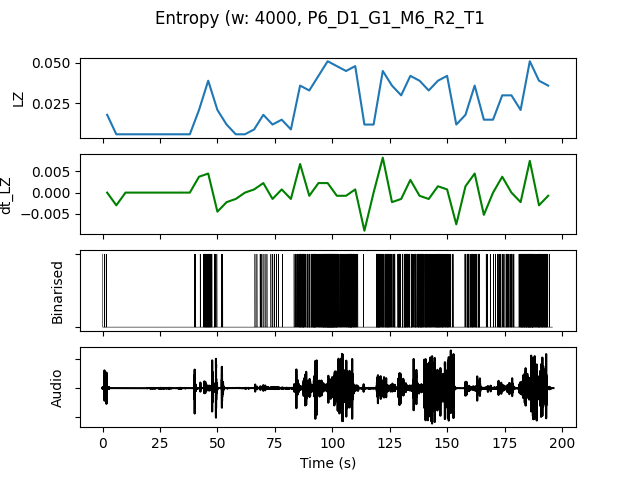 Entropy (w: 4000, P6_D1_G1_M6_R2_T1
0.050
0.025
LZ
0.005
0.000
−0.005
dt_LZ
Binarised
Audio
0 25 50 75 100 125 150 175 200
Time (s)